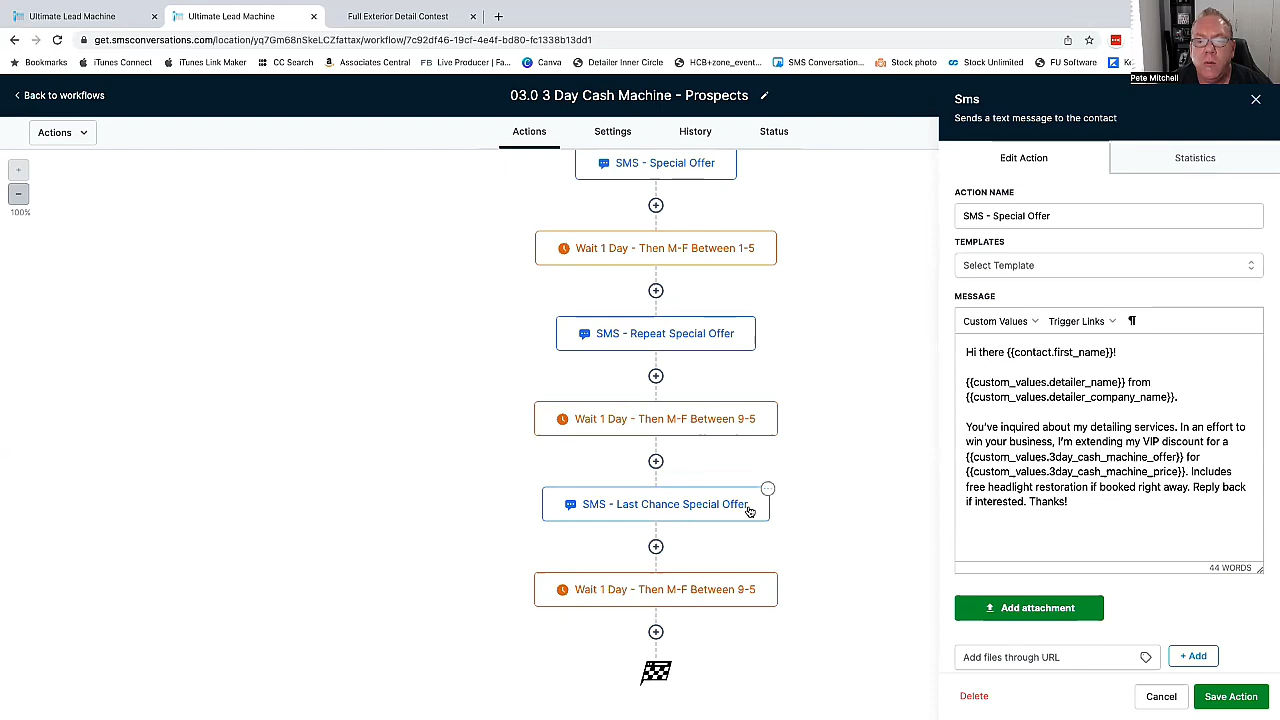 Ultimate Lead Machine
Ultimate Lead Machine
Full Exterior Detail Contest
get.smsconversations.com/location/yq7Gm68nSkeLCZfattax/workflow/7c92df46-19cf-4e4f-bd80-fc1338b13dd1
Bookmarks
iTunes Connect
iTunes Link Maker
CC Search
Associates Central
FB Live Producer | Fa...
Canva
Detailer Inner Circle
HCB+zone_event...
SMS Conversation...
Stock photo
Stock Unlimited
FU Software
Pete Mitchell
Back to workflows
03.0 3 Day Cash Machine - Prospects
Sms
Sends a text message to the contact
Actions
Actions
Settings
History
Status
Edit Action
Statistics
100%
SMS - Special Offer
Wait 1 Day - Then M-F Between 1-5
SMS - Repeat Special Offer
Wait 1 Day - Then M-F Between 9-5
SMS - Last Chance Special Offer
Wait 1 Day - Then M-F Between 9-5
ACTION NAME
SMS - Special Offer
TEMPLATES
Select Template
MESSAGE
Custom Values
Trigger Links
Hi there {{contact.first_name}}!
{{custom_values.detailer_name}} from
{{custom_values.detailer_company_name}}.
You've inquired about my detailing services. In an effort to
win your business, I'm extending my VIP discount for a
{{custom_values.3day_cash_machine_offer}} for
{{custom_values.3day_cash_machine_price}}. Includes
free headlight restoration if booked right away. Reply back
if interested. Thanks!
44 WORDS
Add attachment
Add files through URL
+ Add
Delete
Cancel
Save Action